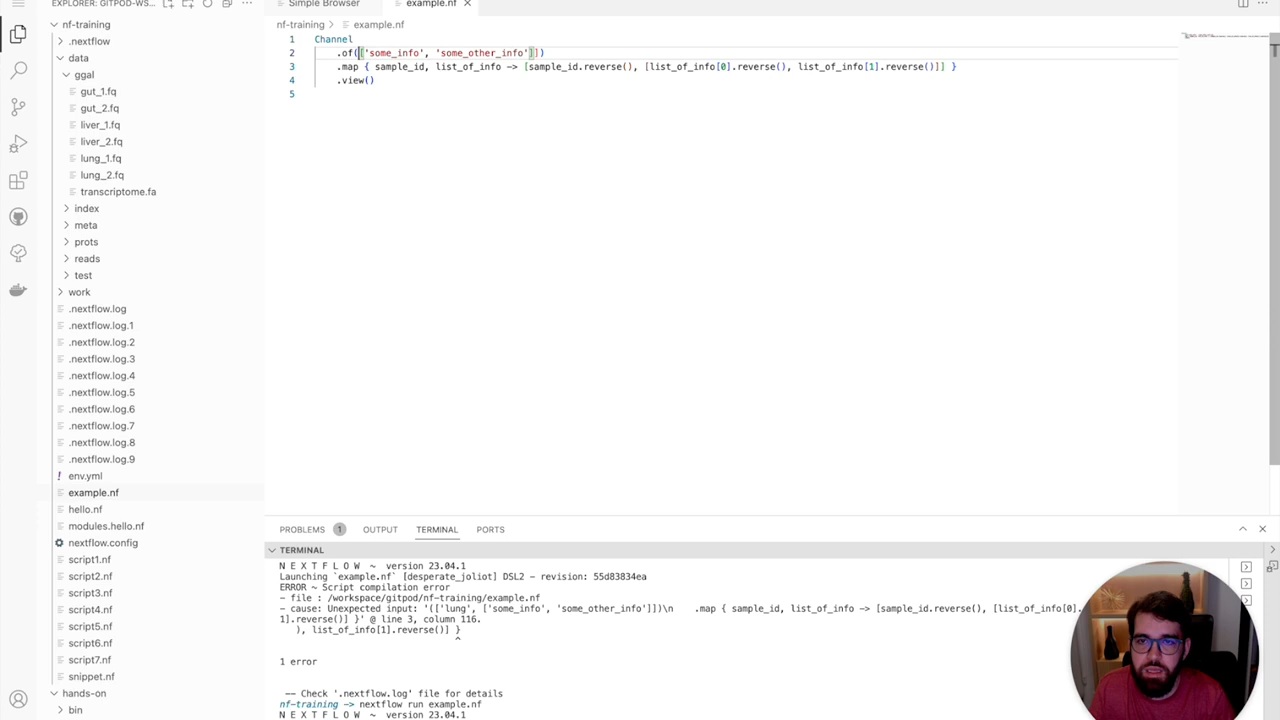 EXPLORER: GITPOD-WS...
Simple Browser
example.nf
nf-training
.nextflow
data
ggal
gut_1.fq
gut_2.fq
liver_1.fq
liver_2.fq
lung_1.fq
lung_2.fq
transcriptome.fa
index
meta
prots
reads
test
work
.nextflow.log
.nextflow.log.1
.nextflow.log.2
.nextflow.log.3
.nextflow.log.4
.nextflow.log.5
.nextflow.log.6
.nextflow.log.7
.nextflow.log.8
.nextflow.log.9
! env.yml
example.nf
hello.nf
modules.hello.nf
nextflow.config
script1.nf
script2.nf
script3.nf
script4.nf
script5.nf
script6.nf
script7.nf
snippet.nf
hands-on
bin
nf-training > example.nf
1 Channel
2 .of([['some_info', 'some_other_info']])
3 .map { sample_id, list_of_info -> [sample_id.reverse(), [list_of_info[0].reverse(), list_of_info[1].reverse()]] }
4 .view()
5
PROBLEMS 1 OUTPUT TERMINAL PORTS
TERMINAL
N E X T F L O W ~ version 23.04.1
Launching `example.nf` [desperate_joliot] DSL2 - revision: 55d83834ea
ERROR ~ Script compilation error
- file : /workspace/gitpod/nf-training/example.nf
- cause: Unexpected input: '(['lung', ['some_info', 'some_other_info']])\n .map { sample_id, list_of_info -> [sample_id.reverse(), [list_of_info[0].
1].reverse()] }' @ line 3, column 116.
), list_of_info[1].reverse()] }
^
1 error
-- Check '.nextflow.log' file for details
nf-training -> nextflow run example.nf
N E X T F L O W ~ version 23.04.1